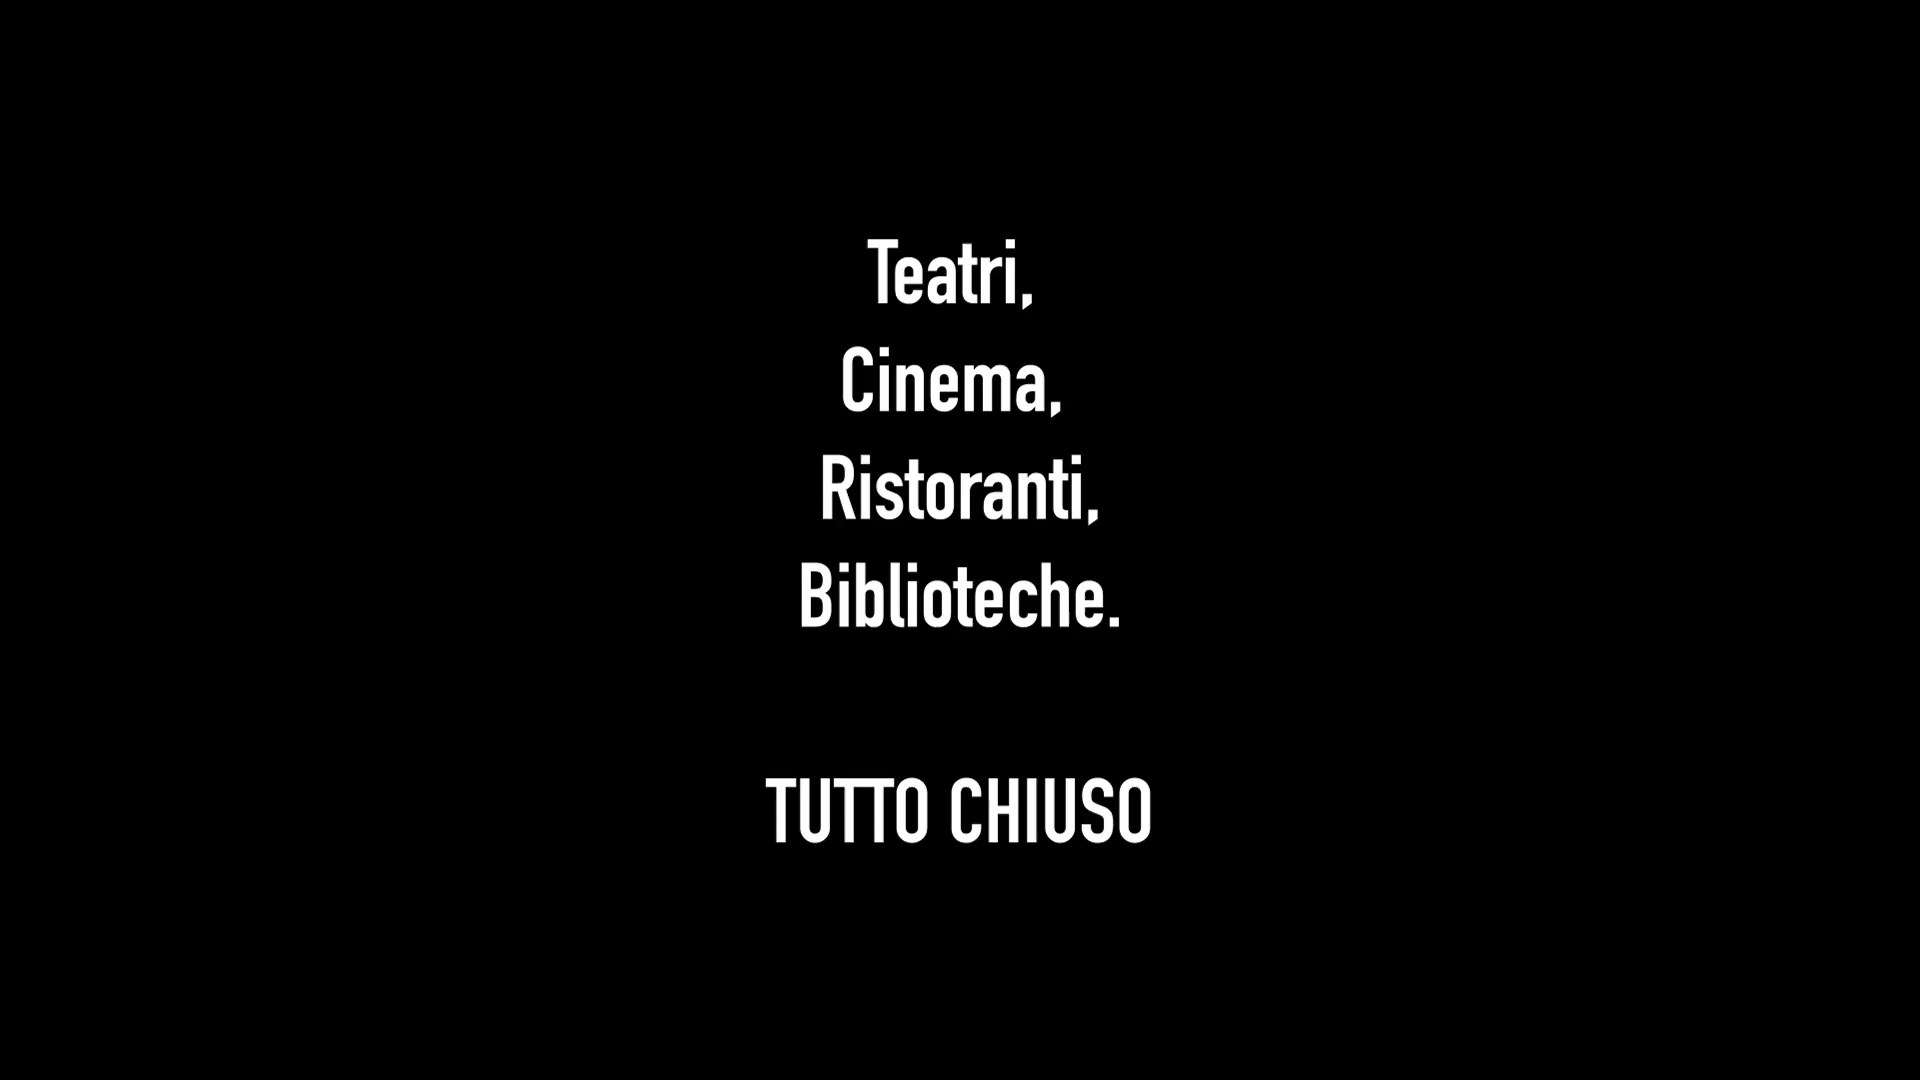 Teatri,
Cinema,
Ristoranti,
Biblioteche.
TUTTO CHIUSO